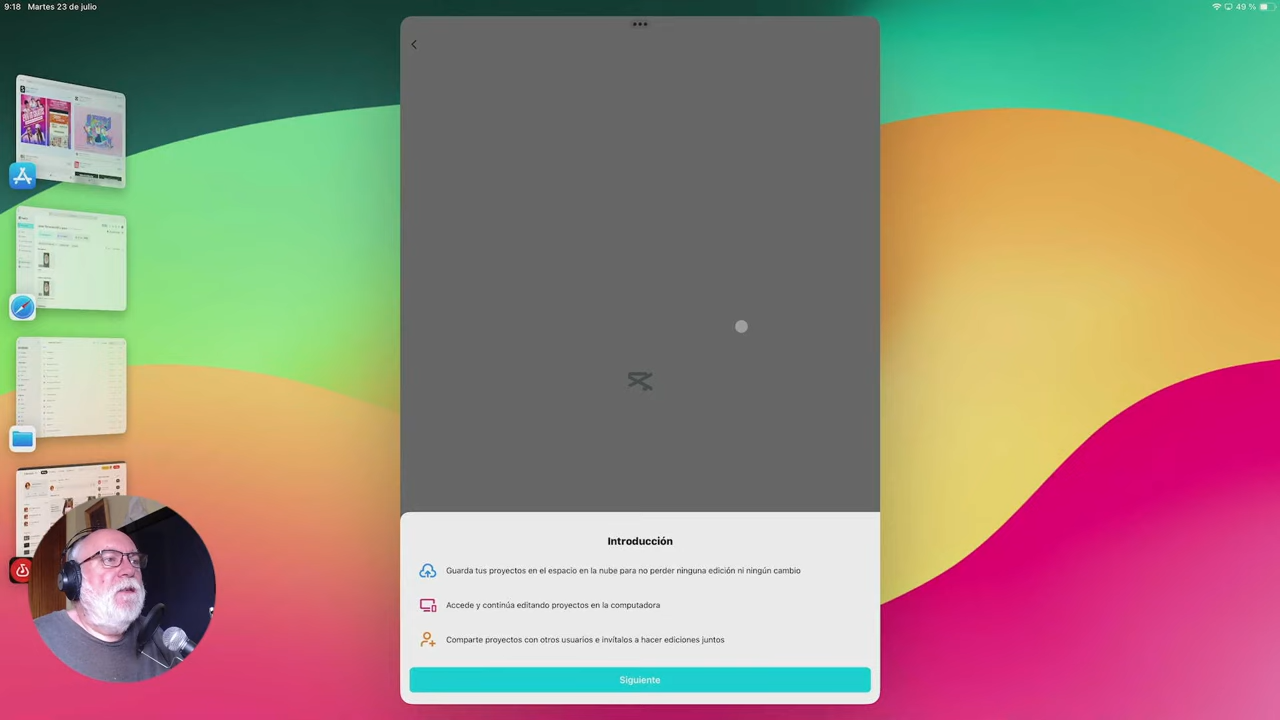 9:18 Martes 23 de julio
49 %
Introducción
Guarda tus proyectos en el espacio en la nube para no perder ninguna edición ni ningún cambio
Accede y continúa editando proyectos en la computadora
Comparte proyectos con otros usuarios e invítalos a hacer ediciones juntos
Siguiente